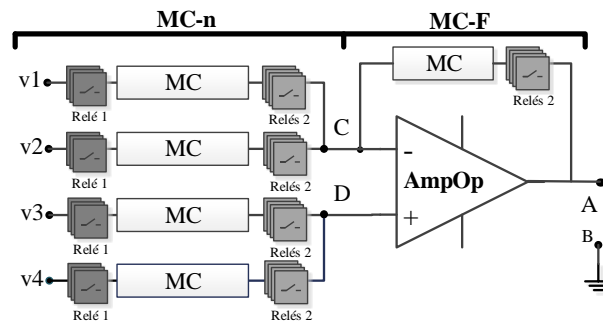 MC-n
MC-F
v1
MC
Relé 1
Relés 2
MC
Relés 2
C
v2
MC
Relé 1
Relés 2
-
AmpOp
+
A
B
D
v3
MC
Relé 1
Relés 2
v4
MC
Relé 1
Relés 2